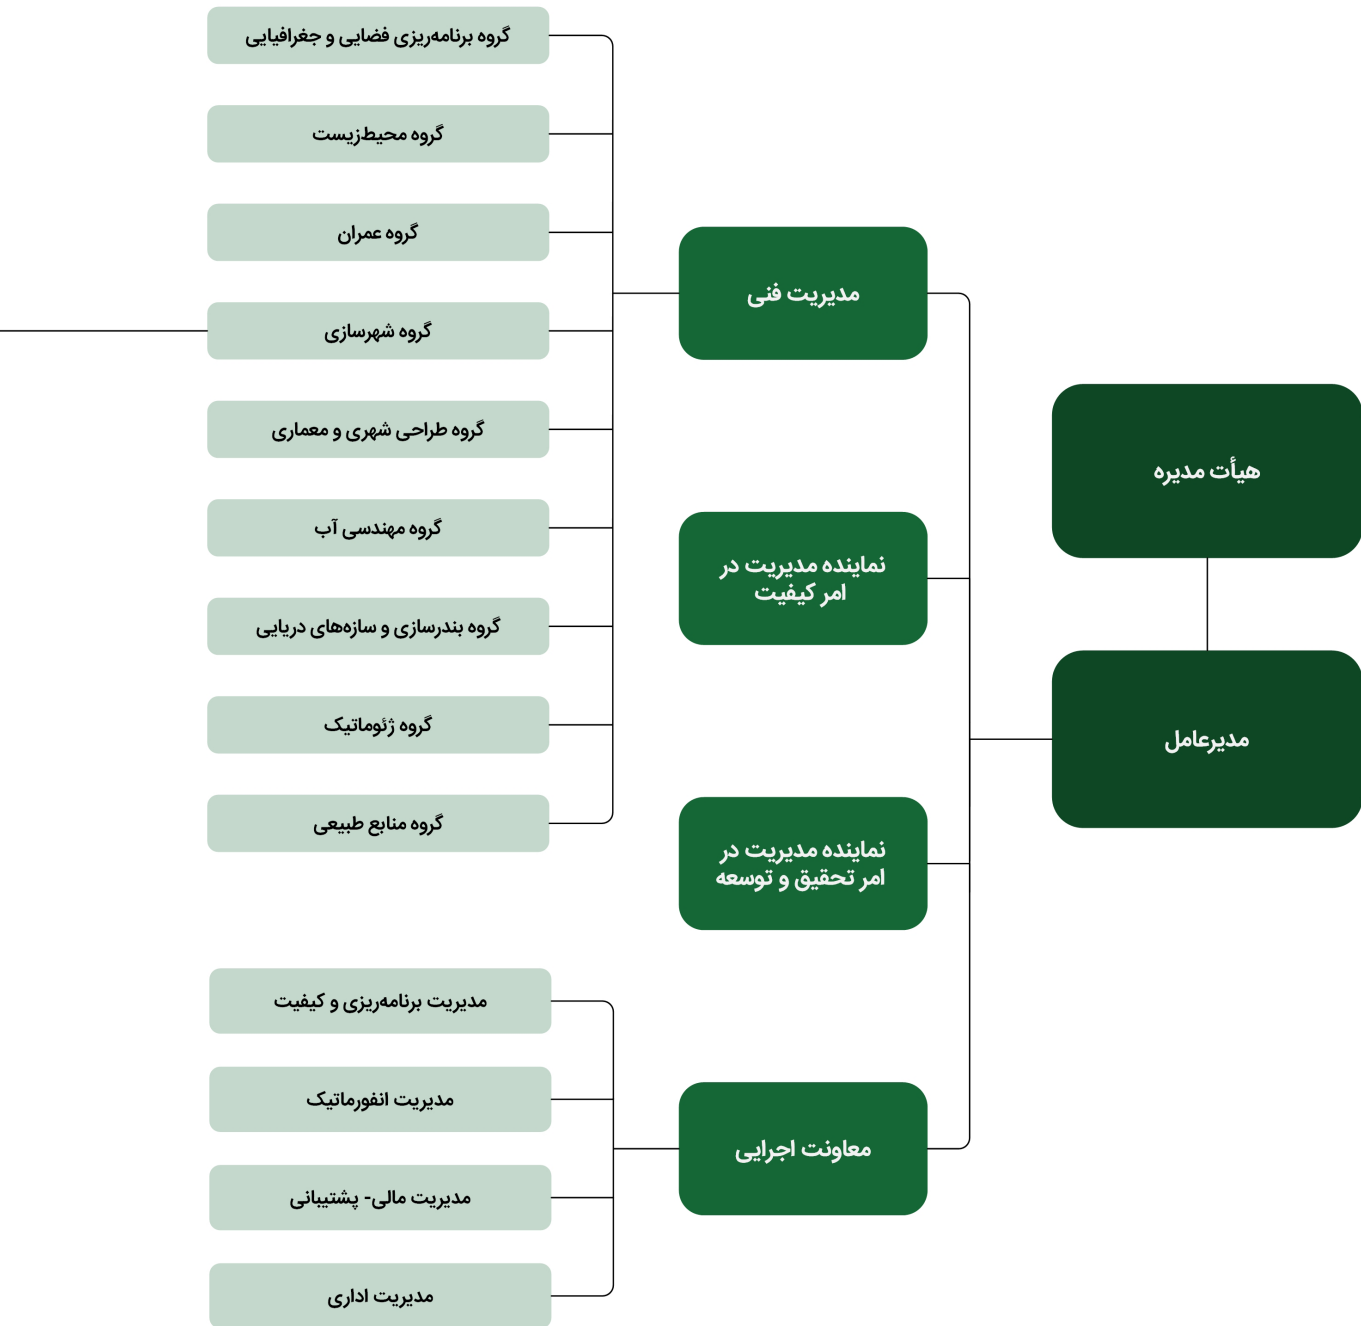 هیأت مدیره
مدیرعامل
مدیریت فنی
نماینده مدیریت در
امر کیفیت
نماینده مدیریت در
امر تحقیق و توسعه
معاونت اجرایی
گروه برنامه‌ریزی فضایی و جغرافیایی
گروه محیط‌زیست
گروه عمران
گروه شهرسازی
گروه طراحی شهری و معماری
گروه مهندسی آب
گروه بندرسازی و سازه‌های دریایی
گروه ژئوماتیک
گروه منابع طبیعی
مدیریت برنامه‌ریزی و کیفیت
مدیریت انفورماتیک
مدیریت مالی- پشتیبانی
مدیریت اداری